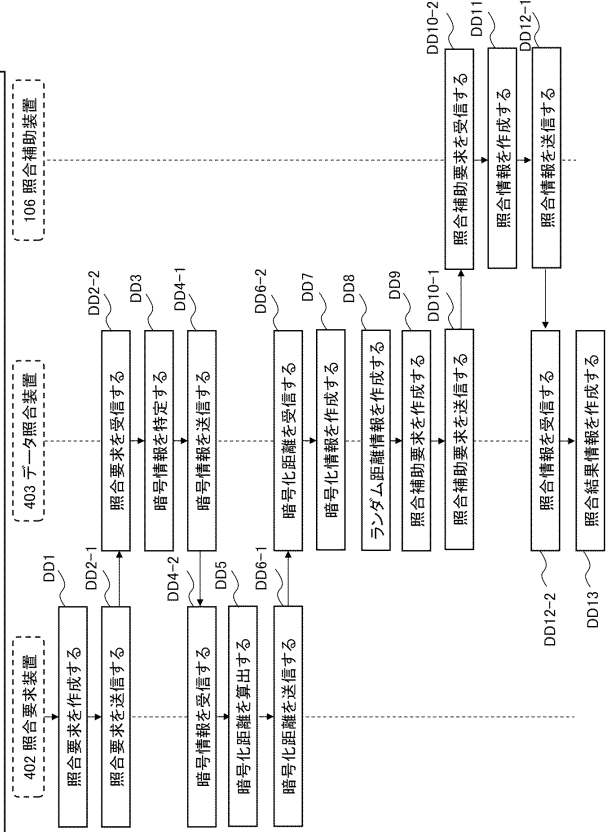 402 照合要求装置
403 データ照合装置
106 照合補助装置
DD1
照合要求を作成する
DD2-1
照合要求を送信する
DD2-2
照合要求を受信する
DD3
暗号情報を特定する
DD4-1
暗号情報を送信する
DD4-2
暗号情報を受信する
DD5
暗号化距離を算出する
DD6-1
暗号化距離を送信する
DD6-2
暗号化距離を受信する
DD7
暗号化情報を作成する
DD8
ランダム距離情報を作成する
DD9
照合補助要求を作成する
DD10-1
照合補助要求を送信する
DD10-2
照合補助要求を受信する
DD11
照合情報を作成する
DD12-1
照合情報を送信する
DD12-2
照合情報を受信する
DD13
照合結果情報を作成する